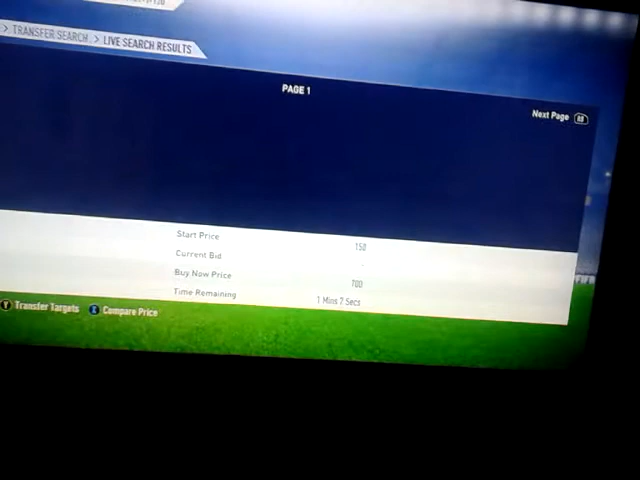 > TRANSFER SEARCH > LIVE SEARCH RESULTS
PAGE 1
Next Page RB
Start Price 150
Current Bid -
Buy Now Price 700
Time Remaining 1 Mins 7 Secs
Y Transfer Targets Compare Price